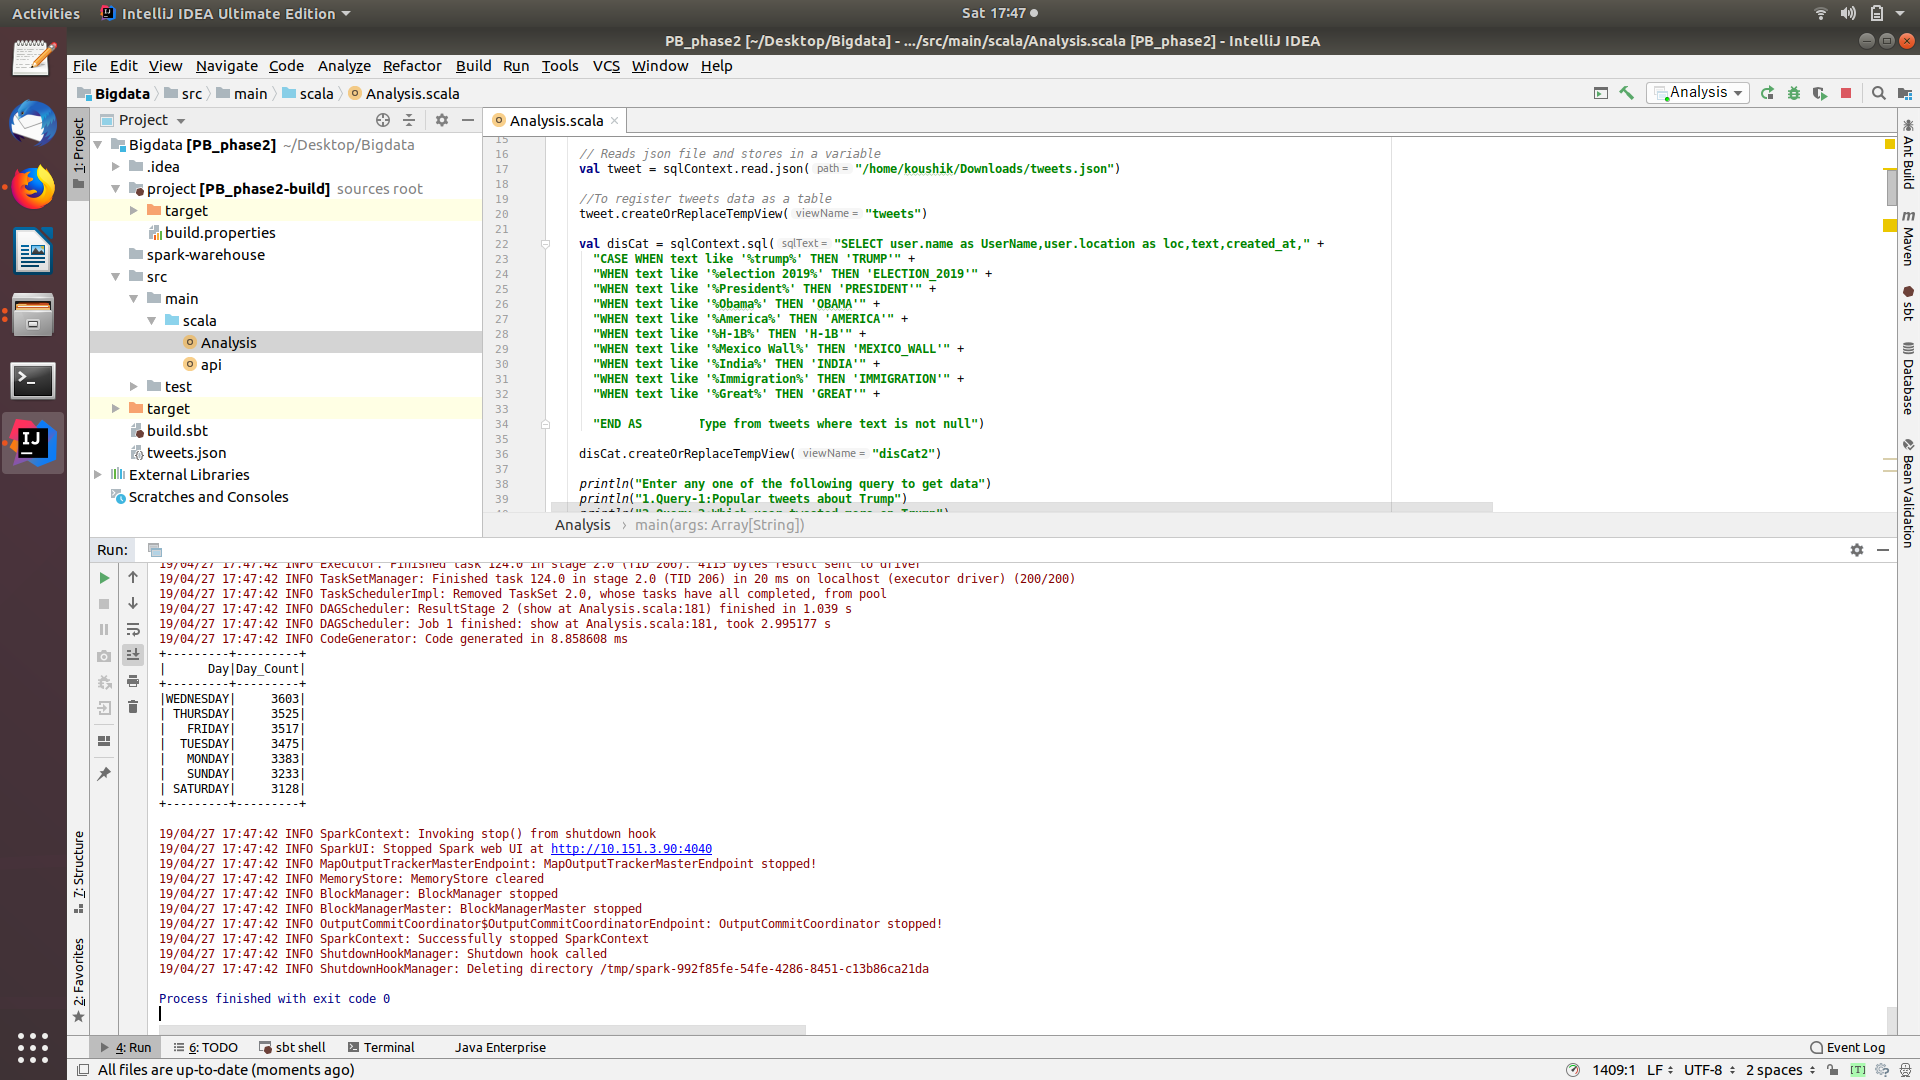 Activities IntelliJ IDEA Ultimate Edition Sat 17:47
PB_phase2 [~/Desktop/Bigdata] - .../src/main/scala/Analysis.scala [PB_phase2] - IntelliJ IDEA
File Edit View Navigate Code Analyze Refactor Build Run Tools VCS Window Help
Bigdata src main scala Analysis.scala Analysis
Project
Analysis.scala
1: Project
Bigdata [PB_phase2] ~/Desktop/Bigdata
.idea
project [PB_phase2-build] sources root
target
build.properties
spark-warehouse
src
main
scala
Analysis
api
test
target
build.sbt
tweets.json
External Libraries
Scratches and Consoles
15
16 // Reads json file and stores in a variable
17 val tweet = sqlContext.read.json( path = "/home/koushik/Downloads/tweets.json")
18
19 //To register tweets data as a table
20 tweet.createOrReplaceTempView( viewName = "tweets")
21
22 val disCat = sqlContext.sql( sqlText = "SELECT user.name as UserName,user.location as loc,text,created_at," +
23 "CASE WHEN text like '%trump%' THEN 'TRUMP'" +
24 "WHEN text like '%election 2019%' THEN 'ELECTION_2019'" +
25 "WHEN text like '%President%' THEN 'PRESIDENT'" +
26 "WHEN text like '%Obama%' THEN 'OBAMA'" +
27 "WHEN text like '%America%' THEN 'AMERICA'" +
28 "WHEN text like '%H-1B%' THEN 'H-1B'" +
29 "WHEN text like '%Mexico Wall%' THEN 'MEXICO_WALL'" +
30 "WHEN text like '%India%' THEN 'INDIA'" +
31 "WHEN text like '%Immigration%' THEN 'IMMIGRATION'" +
32 "WHEN text like '%Great%' THEN 'GREAT'" +
33
34 "END AS Type from tweets where text is not null")
35
36 disCat.createOrReplaceTempView( viewName = "disCat2")
37
38 println("Enter any one of the following query to get data")
39 println("1.Query-1:Popular tweets about Trump")
Analysis main(args: Array[String])
Ant Build
Maven
sbt
Database
Bean Validation
Run:
19/04/27 17:47:42 INFO Executor: Finished task 124.0 in stage 2.0 (TID 206). 4115 bytes result sent to driver
19/04/27 17:47:42 INFO TaskSetManager: Finished task 124.0 in stage 2.0 (TID 206) in 20 ms on localhost (executor driver) (200/200)
19/04/27 17:47:42 INFO TaskSchedulerImpl: Removed TaskSet 2.0, whose tasks have all completed, from pool
19/04/27 17:47:42 INFO DAGScheduler: ResultStage 2 (show at Analysis.scala:181) finished in 1.039 s
19/04/27 17:47:42 INFO DAGScheduler: Job 1 finished: show at Analysis.scala:181, took 2.995177 s
19/04/27 17:47:42 INFO CodeGenerator: Code generated in 8.858608 ms
+---------+---------+
|      Day|Day_Count|
+---------+---------+
|WEDNESDAY|     3603|
| THURSDAY|     3525|
|   FRIDAY|     3517|
|  TUESDAY|     3475|
|   MONDAY|     3383|
|   SUNDAY|     3233|
| SATURDAY|     3128|
+---------+---------+
19/04/27 17:47:42 INFO SparkContext: Invoking stop() from shutdown hook
19/04/27 17:47:42 INFO SparkUI: Stopped Spark web UI at http://10.151.3.90:4040
19/04/27 17:47:42 INFO MapOutputTrackerMasterEndpoint: MapOutputTrackerMasterEndpoint stopped!
19/04/27 17:47:42 INFO MemoryStore: MemoryStore cleared
19/04/27 17:47:42 INFO BlockManager: BlockManager stopped
19/04/27 17:47:42 INFO BlockManagerMaster: BlockManagerMaster stopped
19/04/27 17:47:42 INFO OutputCommitCoordinator$OutputCommitCoordinatorEndpoint: OutputCommitCoordinator stopped!
19/04/27 17:47:42 INFO SparkContext: Successfully stopped SparkContext
19/04/27 17:47:42 INFO ShutdownHookManager: Shutdown hook called
19/04/27 17:47:42 INFO ShutdownHookManager: Deleting directory /tmp/spark-992f85fe-54fe-4286-8451-c13b86ca21da
Process finished with exit code 0
7: Structure
2: Favorites
4: Run 6: TODO sbt shell Terminal Java Enterprise Event Log
All files are up-to-date (moments ago) 1409:1 LF UTF-8 2 spaces